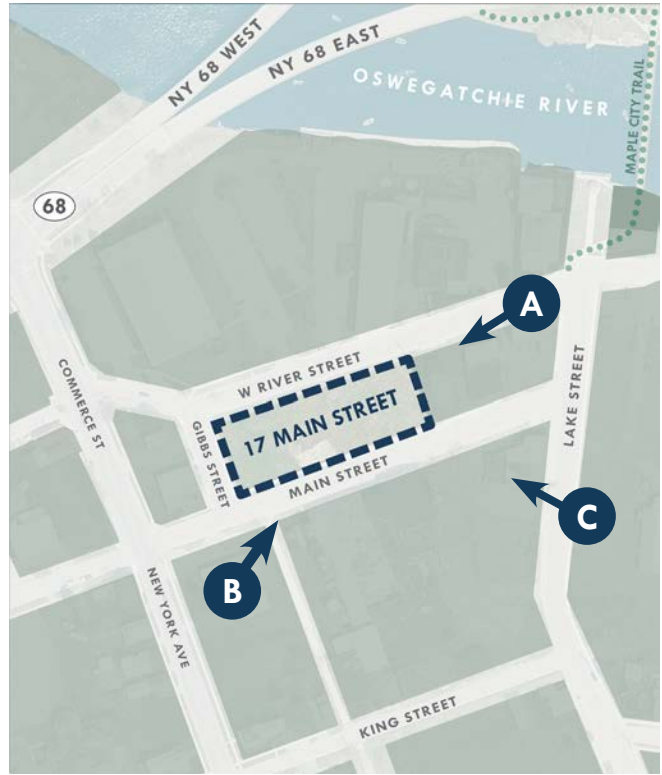 NY 68 WEST
NY 68 EAST
OSWEGATCHIE RIVER
MAPLE CITY TRAIL
68
A
W RIVER STREET
COMMERCE ST
GIBBS STREET
17 MAIN STREET
LAKE STREET
MAIN STREET
C
B
NEW YORK AVE
KING STREET